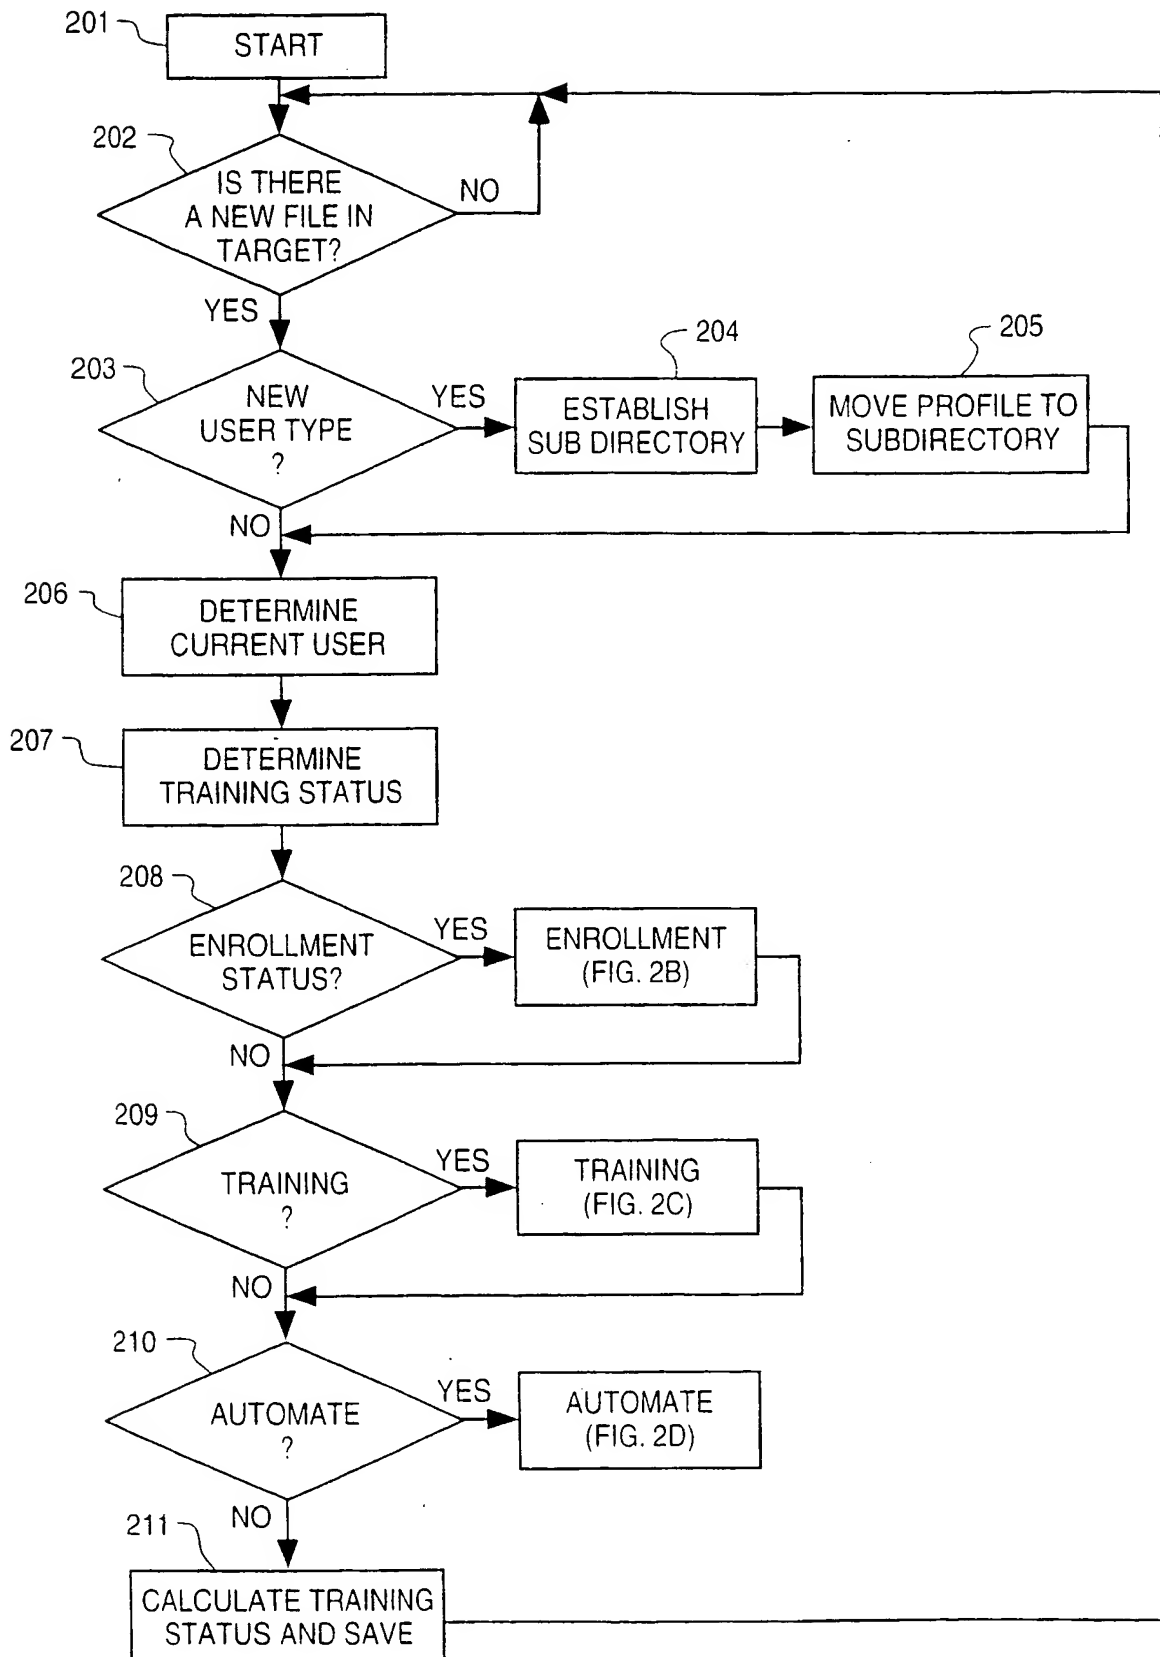 201
START
202
IS THERE
A NEW FILE IN
TARGET?
NO
YES
203
NEW
USER TYPE
?
YES
204
ESTABLISH
SUB DIRECTORY
205
MOVE PROFILE TO
SUBDIRECTORY
NO
206
DETERMINE
CURRENT USER
207
DETERMINE
TRAINING STATUS
208
ENROLLMENT
STATUS?
YES
ENROLLMENT
(FIG. 2B)
NO
209
TRAINING
?
YES
TRAINING
(FIG. 2C)
NO
210
AUTOMATE
?
YES
AUTOMATE
(FIG. 2D)
NO
211
CALCULATE TRAINING
STATUS AND SAVE